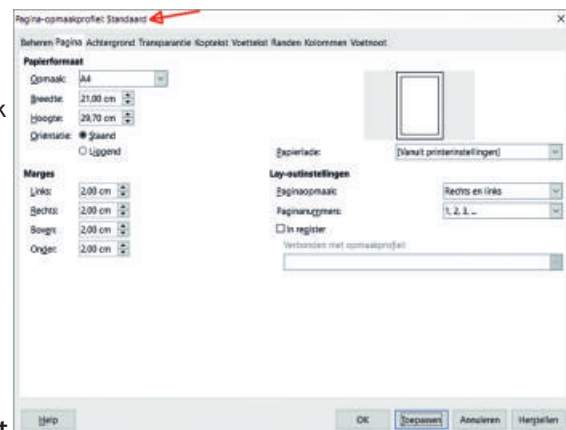 Pagina-opmaakprofiel: Standaard
Beheren Pagina Achtergrond Transparantie Koptekst Voettekst Randen Kolommen Voetnoot
Papierformaat
Opmaak: A4
Breedte: 21,00 cm
k
Hoogte: 29,70 cm
Oriëntatie: Staand
Liggend
Papierlade: [Vanuit printerinstellingen]
Marges
Lay-outinstellingen
Links: 2,00 cm
Paginaopmaak: Rechts en links
Rechts: 2,00 cm
Paginanummers: 1, 2, 3, ...
Boven: 2,00 cm
In register
Onder: 2,00 cm
Verbonden met opmaakprofiel:
t
Help OK Toepassen Annuleren Herstellen